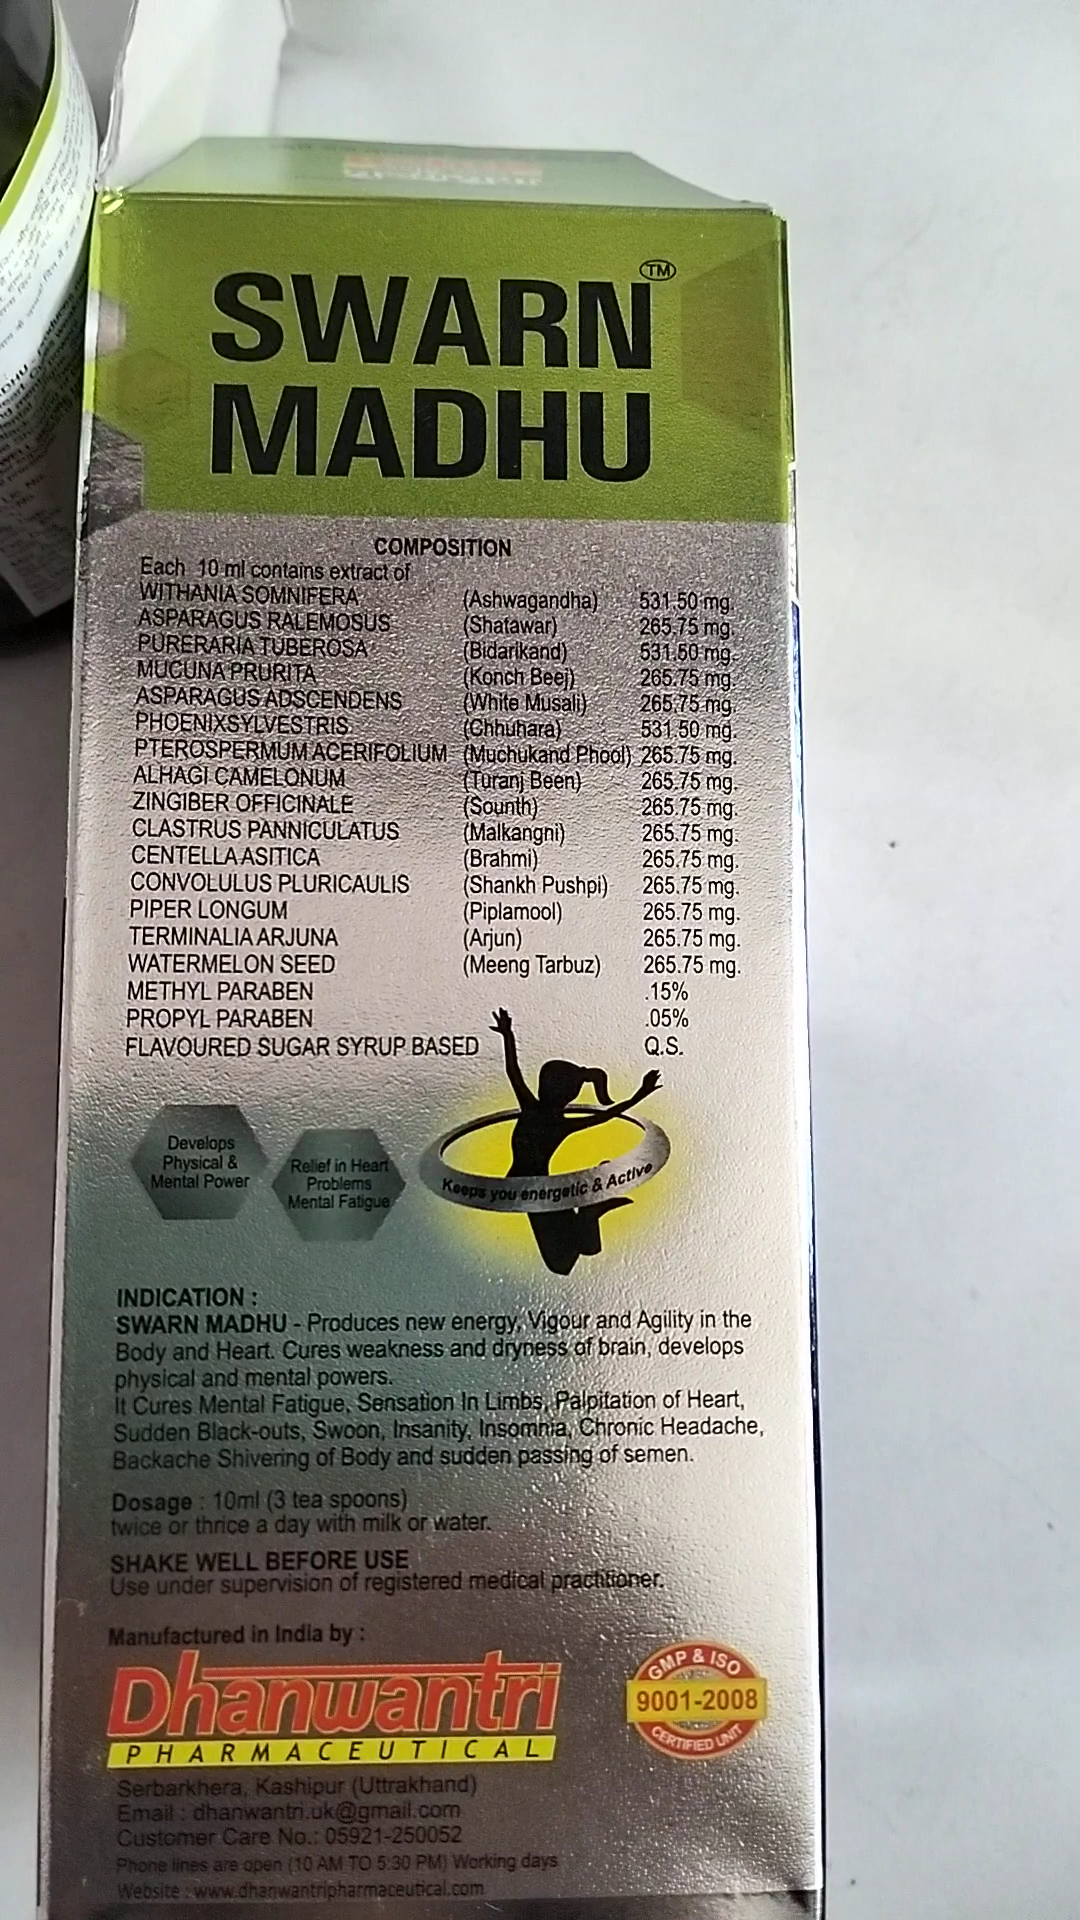 SWARN™
MADHU
COMPOSITION
Each 10 ml contains extract of
WITHANIA SOMNIFERA (Ashwagandha) 531.50 mg.
ASPARAGUS RALEMOSUS (Shatawar) 265.75 mg.
PURERARIA TUBEROSA (Bidarikand) 531.50 mg.
MUCUNA PRURITA (Konch Beej) 265.75 mg.
ASPARAGUS ADSCENDENS (White Musali) 265.75 mg.
PHOENIXSYLVESTRIS (Chhuhara) 531.50 mg.
PTEROSPERMUM ACERIFOLIUM (Muchukand Phool) 265.75 mg.
ALHAGI CAMELONUM (Turanj Been) 265.75 mg.
ZINGIBER OFFICINALE (Sounth) 265.75 mg.
CLASTRUS PANNICULATUS (Malkangni) 265.75 mg.
CENTELLA ASITICA (Brahmi) 265.75 mg.
CONVOLULUS PLURICAULIS (Shankh Pushpi) 265.75 mg.
PIPER LONGUM (Piplamool) 265.75 mg.
TERMINALIA ARJUNA (Arjun) 265.75 mg.
WATERMELON SEED (Meeng Tarbuz) 265.75 mg.
METHYL PARABEN .15%
PROPYL PARABEN .05%
FLAVOURED SUGAR SYRUP BASED Q.S.
Develops
Physical &
Mental Power
Relief in Heart
Problems
Mental Fatigue
Keeps you energetic & Active
INDICATION :
SWARN MADHU - Produces new energy, Vigour and Agility in the
Body and Heart. Cures weakness and dryness of brain, develops
physical and mental powers.
It Cures Mental Fatigue, Sensation In Limbs, Palpitation of Heart,
Sudden Black-outs, Swoon, Insanity, Insomnia, Chronic Headache,
Backache Shivering of Body and sudden passing of semen.
Dosage : 10ml (3 tea spoons)
twice or thrice a day with milk or water.
SHAKE WELL BEFORE USE
Use under supervision of registered medical practitioner.
Manufactured in India by :
Dhanwantri
PHARMACEUTICAL
GMP & ISO
9001-2008
CERTIFIED UNIT
Serbarkhera, Kashipur (Uttrakhand)
Email : dhanwantri.uk@gmail.com
Customer Care No.: 05921-250052
Phone lines are open (10 AM TO 5:30 PM) Working days
Website : www.dhanwantripharmaceutical.com